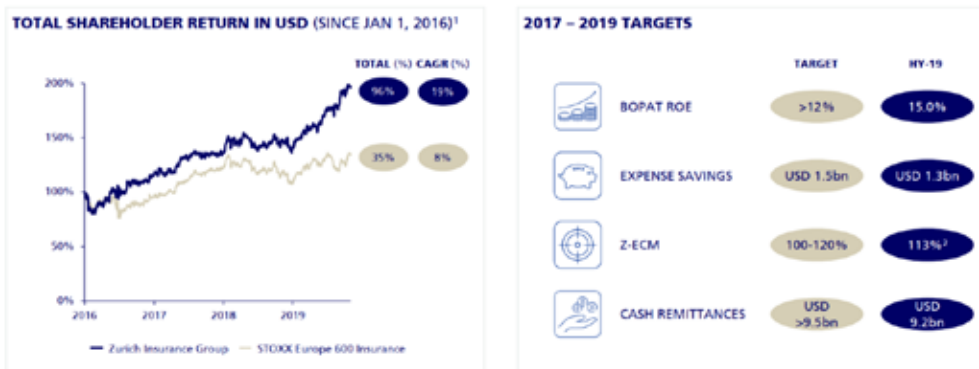 TOTAL SHAREHOLDER RETURN IN USD (SINCE JAN 1, 2016)¹
TOTAL (%) CAGR (%)
200%
96% 19%
150%
35% 8%
100%
50%
0%
2016 2017 2018 2019
Zurich Insurance Group STOXX Europe 600 Insurance
2017 – 2019 TARGETS
TARGET HY-19
BOPAT ROE >12% 15.0%
EXPENSE SAVINGS USD 1.5bn USD 1.3bn
Z-ECM 100-120% 113%²
CASH REMITTANCES USD >9.5bn USD 9.2bn